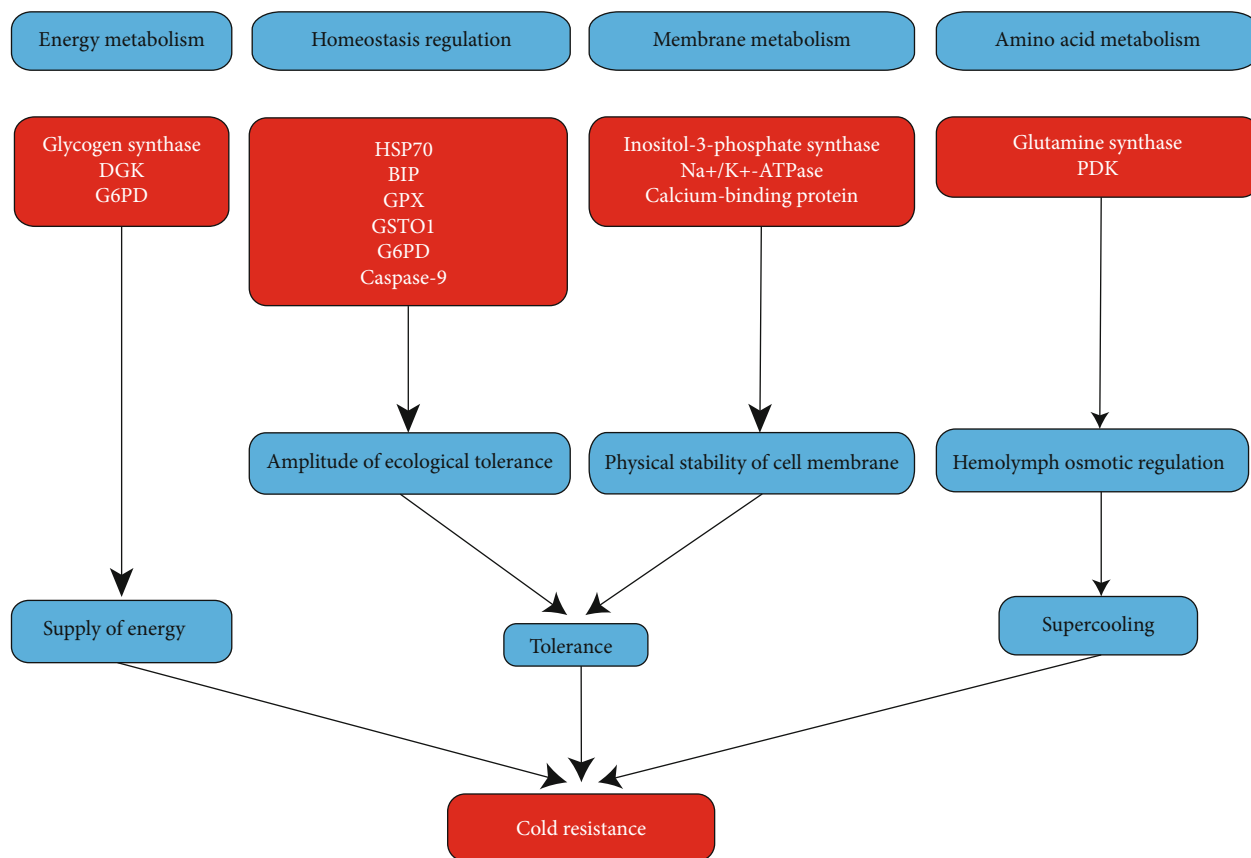 Energy metabolism
Homeostasis regulation
Membrane metabolism
Amino acid metabolism
Glycogen synthase
DGK
G6PD
HSP70
BIP
GPX
GSTO1
G6PD
Caspase-9
Inositol-3-phosphate synthase
Na+/K+-ATPase
Calcium-binding protein
Glutamine synthase
PDK
Amplitude of ecological tolerance
Physical stability of cell membrane
Hemolymph osmotic regulation
Supply of energy
Tolerance
Supercooling
Cold resistance